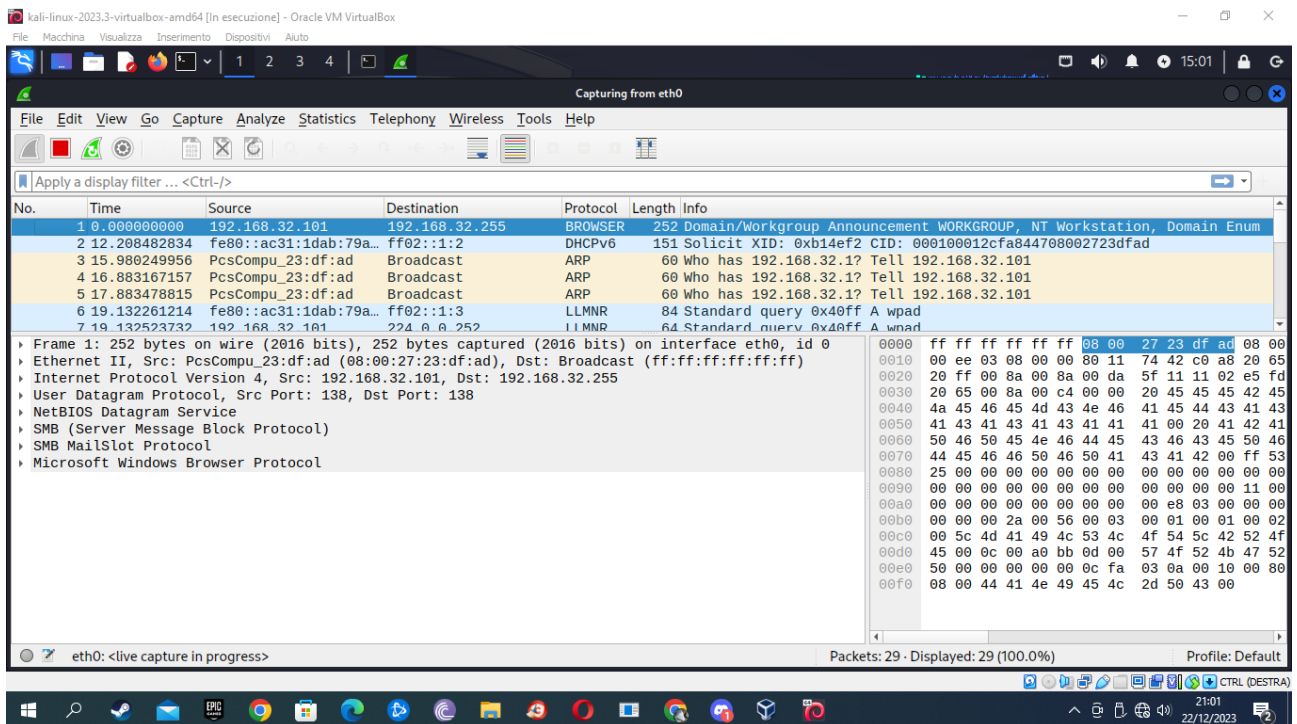 kali-linux-2023.3-virtualbox-amd64 [In esecuzione] - Oracle VM VirtualBox
File Macchina Visualizza Inserimento Dispositivi Aiuto
1 2 3 4 15:01
Capturing from eth0
File Edit View Go Capture Analyze Statistics Telephony Wireless Tools Help
Apply a display filter … <Ctrl-/>
No. Time Source Destination Protocol Length Info
1 0.000000000 192.168.32.101 192.168.32.255 BROWSER 252 Domain/Workgroup Announcement WORKGROUP, NT Workstation, Domain Enum
2 12.208482834 fe80::ac31:1dab:79a… ff02::1:2 DHCPv6 151 Solicit XID: 0xb14ef2 CID: 000100012cfa844708002723dfad
3 15.980249956 PcsCompu_23:df:ad Broadcast ARP 60 Who has 192.168.32.1? Tell 192.168.32.101
4 16.883167157 PcsCompu_23:df:ad Broadcast ARP 60 Who has 192.168.32.1? Tell 192.168.32.101
5 17.883478815 PcsCompu_23:df:ad Broadcast ARP 60 Who has 192.168.32.1? Tell 192.168.32.101
6 19.132261214 fe80::ac31:1dab:79a… ff02::1:3 LLMNR 84 Standard query 0x40ff A wpad
7 19.132523732 192.168.32.101 224.0.0.252 LLMNR 64 Standard query 0x40ff A wpad
Frame 1: 252 bytes on wire (2016 bits), 252 bytes captured (2016 bits) on interface eth0, id 0
Ethernet II, Src: PcsCompu_23:df:ad (08:00:27:23:df:ad), Dst: Broadcast (ff:ff:ff:ff:ff:ff)
Internet Protocol Version 4, Src: 192.168.32.101, Dst: 192.168.32.255
User Datagram Protocol, Src Port: 138, Dst Port: 138
NetBIOS Datagram Service
SMB (Server Message Block Protocol)
SMB MailSlot Protocol
Microsoft Windows Browser Protocol
0000 ff ff ff ff ff ff 08 00 27 23 df ad 08 00
0010 00 ee 03 08 00 00 80 11 74 42 c0 a8 20 65
0020 20 ff 00 8a 00 8a 00 da 5f 11 11 02 e5 fd
0030 20 65 00 8a 00 c4 00 00 20 45 45 45 42 45
0040 4a 45 46 45 4d 43 4e 46 41 45 44 43 41 43
0050 41 43 41 43 41 43 41 41 41 00 20 41 42 41
0060 50 46 50 45 4e 46 44 45 43 46 43 45 50 46
0070 44 45 46 46 50 46 50 41 43 41 42 00 ff 53
0080 25 00 00 00 00 00 00 00 00 00 00 00 00 00
0090 00 00 00 00 00 00 00 00 00 00 00 00 11 00
00a0 00 00 00 00 00 00 00 00 00 e8 03 00 00 00
00b0 00 00 00 2a 00 56 00 03 00 01 00 01 00 02
00c0 00 5c 4d 41 49 4c 53 4c 4f 54 5c 42 52 4f
00d0 45 00 0c 00 a0 bb 0d 00 57 4f 52 4b 47 52
00e0 50 00 00 00 00 00 0c fa 03 0a 00 10 00 80
00f0 08 00 44 41 4e 49 45 4c 2d 50 43 00
eth0: <live capture in progress> Packets: 29 · Displayed: 29 (100.0%) Profile: Default
CTRL (DESTRA)
EPIC GAMES
21:01
22/12/2023
2